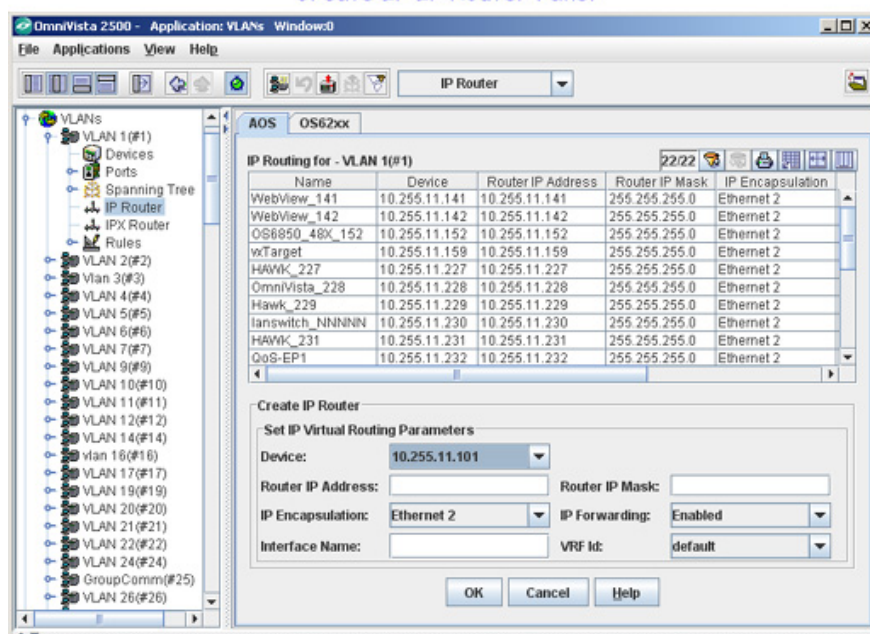 OmniVista 2500 - Application: VLANs Window:0
File Applications View Help
IP Router
VLANs
VLAN 1(#1)
Devices
Ports
Spanning Tree
IP Router
IPX Router
Rules
VLAN 2(#2)
Vlan 3(#3)
VLAN 4(#4)
VLAN 5(#5)
VLAN 6(#6)
VLAN 7(#7)
VLAN 9(#9)
VLAN 10(#10)
VLAN 11(#11)
VLAN 12(#12)
VLAN 14(#14)
vlan 16(#16)
VLAN 17(#17)
VLAN 19(#19)
VLAN 20(#20)
VLAN 21(#21)
VLAN 22(#22)
VLAN 24(#24)
GroupComm(#25)
VLAN 26(#26)
AOS OS62xx
IP Routing for - VLAN 1(#1) 22/22
Name Device Router IP Address Router IP Mask IP Encapsulation
WebView_141 10.255.11.141 10.255.11.141 255.255.255.0 Ethernet 2
WebView_142 10.255.11.142 10.255.11.142 255.255.255.0 Ethernet 2
OS6850_48X_152 10.255.11.152 10.255.11.152 255.255.255.0 Ethernet 2
vxTarget 10.255.11.159 10.255.11.159 255.255.255.0 Ethernet 2
HAWK_227 10.255.11.227 10.255.11.227 255.255.255.0 Ethernet 2
OmniVista_228 10.255.11.228 10.255.11.228 255.255.255.0 Ethernet 2
Hawk_229 10.255.11.229 10.255.11.229 255.255.255.0 Ethernet 2
lanswitch_NNNNN 10.255.11.230 10.255.11.230 255.255.255.0 Ethernet 2
HAWK_231 10.255.11.231 10.255.11.231 255.255.255.0 Ethernet 2
QoS-EP1 10.255.11.232 10.255.11.232 255.255.255.0 Ethernet 2
Create IP Router
Set IP Virtual Routing Parameters
Device: 10.255.11.101
Router IP Address: Router IP Mask:
IP Encapsulation: Ethernet 2 IP Forwarding: Enabled
Interface Name: VRF Id: default
OK Cancel Help